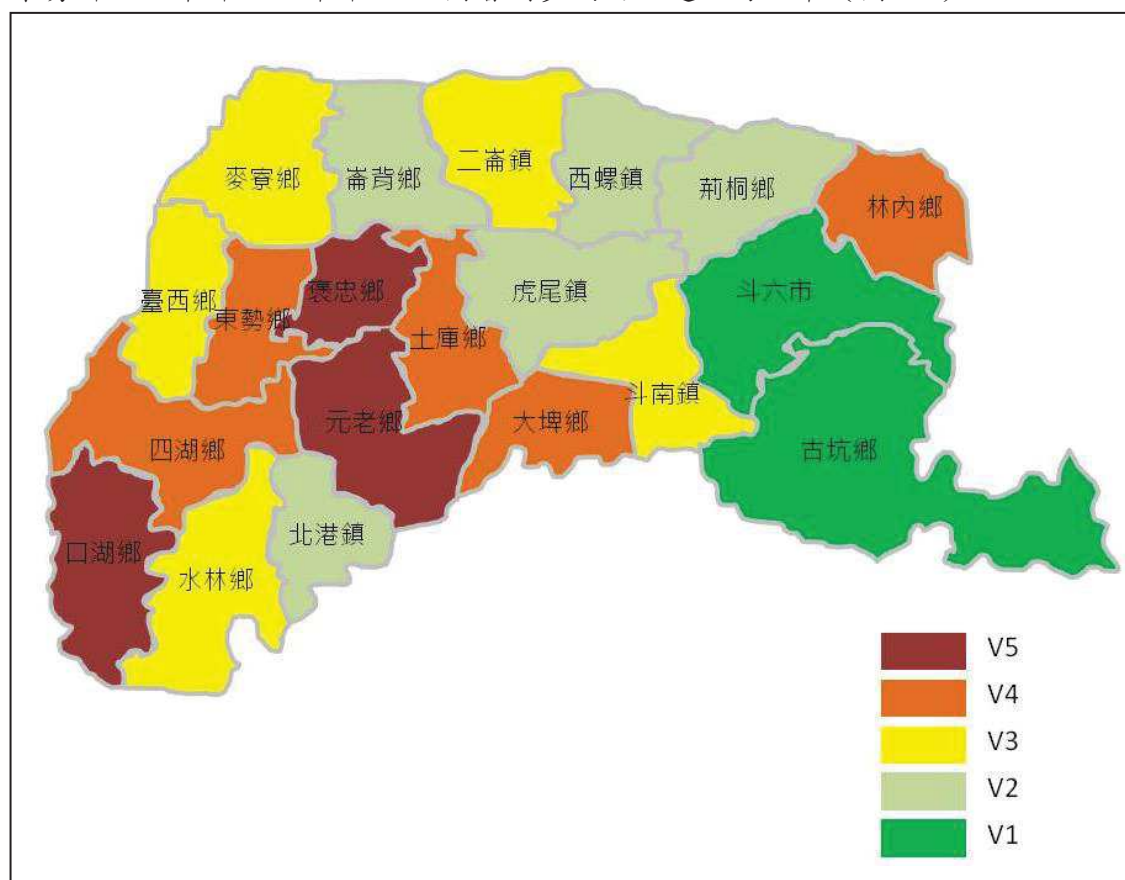 二崙鎮
麥寮鄉
崙背鄉
西螺鎮
荊桐鄉
林內鄉
褒忠鄉
虎尾鎮
斗六市
臺西鄉
東勢鄉
土庫鄉
斗南鎮
元老鄉
大埤鄉
四湖鄉
古坑鄉
北港鎮
口湖鄉
水林鄉
V5
V4
V3
V2
V1